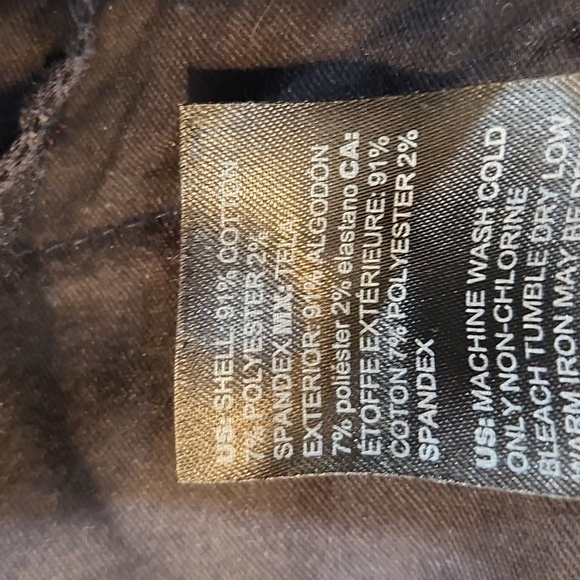 US: SHELL: 91% COTTON
7% POLYESTER 2%
SPANDEX MX: TELA
EXTERIOR: 91% ALGODON
7% poliéster 2% elastano CA:
ÉTOFFE EXTÉRIEURE: 91%
COTON 7% POLYESTER 2%
SPANDEX
US: MACHINE WASH COLD
ONLY NON-CHLORINE
BLEACH TUMBLE DRY LOW
WARM IRON MAY BE